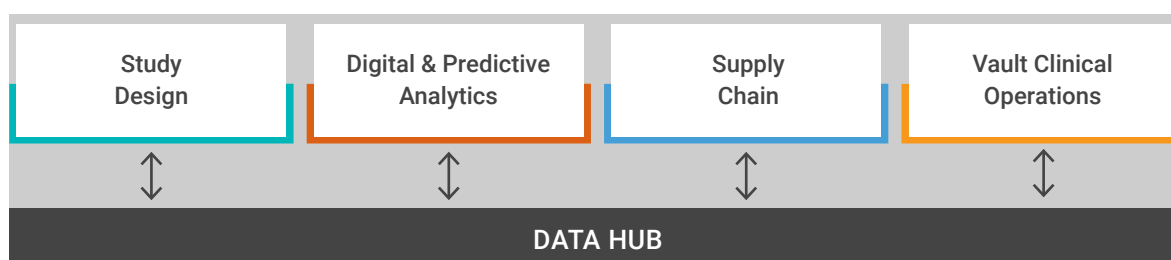 Study
Design
Digital & Predictive
Analytics
Supply
Chain
Vault Clinical
Operations
DATA HUB